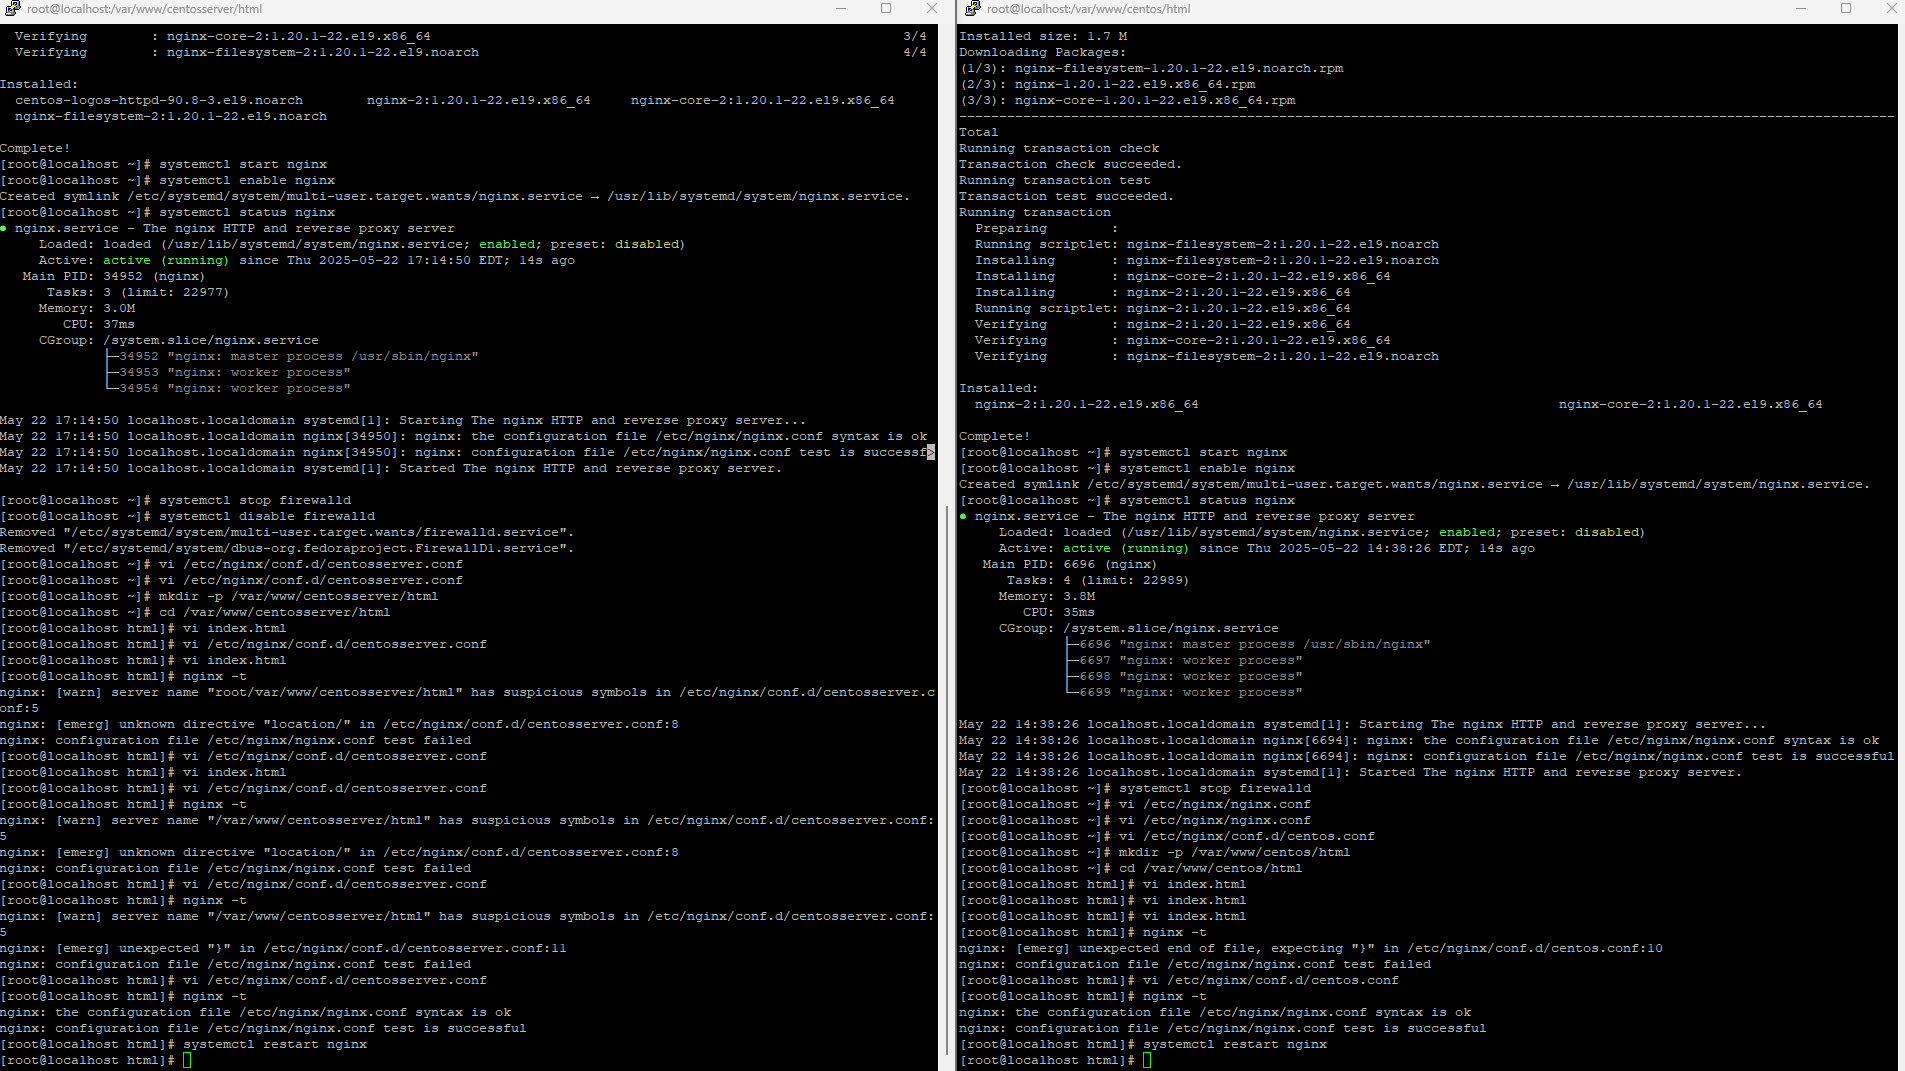 root@localhost:/var/www/centosserver/html
  Verifying        : nginx-core-2:1.20.1-22.el9.x86_64                                                           3/4
  Verifying        : nginx-filesystem-2:1.20.1-22.el9.noarch                                                     4/4
Installed:
  centos-logos-httpd-90.8-3.el9.noarch        nginx-2:1.20.1-22.el9.x86_64     nginx-core-2:1.20.1-22.el9.x86_64
  nginx-filesystem-2:1.20.1-22.el9.noarch
Complete!
[root@localhost ~]# systemctl start nginx
[root@localhost ~]# systemctl enable nginx
Created symlink /etc/systemd/system/multi-user.target.wants/nginx.service → /usr/lib/systemd/system/nginx.service.
[root@localhost ~]# systemctl status nginx
● nginx.service - The nginx HTTP and reverse proxy server
     Loaded: loaded (/usr/lib/systemd/system/nginx.service; enabled; preset: disabled)
     Active: active (running) since Thu 2025-05-22 17:14:50 EDT; 14s ago
   Main PID: 34952 (nginx)
      Tasks: 3 (limit: 22977)
     Memory: 3.0M
        CPU: 37ms
     CGroup: /system.slice/nginx.service
             ├─34952 "nginx: master process /usr/sbin/nginx"
             ├─34953 "nginx: worker process"
             └─34954 "nginx: worker process"
May 22 17:14:50 localhost.localdomain systemd[1]: Starting The nginx HTTP and reverse proxy server...
May 22 17:14:50 localhost.localdomain nginx[34950]: nginx: the configuration file /etc/nginx/nginx.conf syntax is ok
May 22 17:14:50 localhost.localdomain nginx[34950]: nginx: configuration file /etc/nginx/nginx.conf test is successf>
May 22 17:14:50 localhost.localdomain systemd[1]: Started The nginx HTTP and reverse proxy server.
[root@localhost ~]# systemctl stop firewalld
[root@localhost ~]# systemctl disable firewalld
Removed "/etc/systemd/system/multi-user.target.wants/firewalld.service".
Removed "/etc/systemd/system/dbus-org.fedoraproject.FirewallD1.service".
[root@localhost ~]# vi /etc/nginx/conf.d/centosserver.conf
[root@localhost ~]# vi /etc/nginx/conf.d/centosserver.conf
[root@localhost ~]# mkdir -p /var/www/centosserver/html
[root@localhost ~]# cd /var/www/centosserver/html
[root@localhost html]# vi index.html
[root@localhost html]# vi /etc/nginx/conf.d/centosserver.conf
[root@localhost html]# vi index.html
[root@localhost html]# nginx -t
nginx: [warn] server name "root/var/www/centosserver/html" has suspicious symbols in /etc/nginx/conf.d/centosserver.c
onf:5
nginx: [emerg] unknown directive "location/" in /etc/nginx/conf.d/centosserver.conf:8
nginx: configuration file /etc/nginx/nginx.conf test failed
[root@localhost html]# vi /etc/nginx/conf.d/centosserver.conf
[root@localhost html]# vi index.html
[root@localhost html]# vi /etc/nginx/conf.d/centosserver.conf
[root@localhost html]# nginx -t
nginx: [warn] server name "/var/www/centosserver/html" has suspicious symbols in /etc/nginx/conf.d/centosserver.conf:
5
nginx: [emerg] unknown directive "location/" in /etc/nginx/conf.d/centosserver.conf:8
nginx: configuration file /etc/nginx/nginx.conf test failed
[root@localhost html]# vi /etc/nginx/conf.d/centosserver.conf
[root@localhost html]# nginx -t
nginx: [warn] server name "/var/www/centosserver/html" has suspicious symbols in /etc/nginx/conf.d/centosserver.conf:
5
nginx: [emerg] unexpected "}" in /etc/nginx/conf.d/centosserver.conf:11
nginx: configuration file /etc/nginx/nginx.conf test failed
[root@localhost html]# vi /etc/nginx/conf.d/centosserver.conf
[root@localhost html]# nginx -t
nginx: the configuration file /etc/nginx/nginx.conf syntax is ok
nginx: configuration file /etc/nginx/nginx.conf test is successful
[root@localhost html]# systemctl restart nginx
[root@localhost html]#
root@localhost:/var/www/centos/html
Installed size: 1.7 M
Downloading Packages:
(1/3): nginx-filesystem-1.20.1-22.el9.noarch.rpm
(2/3): nginx-1.20.1-22.el9.x86_64.rpm
(3/3): nginx-core-1.20.1-22.el9.x86_64.rpm
---------------------------------------------------------------------------------------------------------------------
Total
Running transaction check
Transaction check succeeded.
Running transaction test
Transaction test succeeded.
Running transaction
  Preparing        :
  Running scriptlet: nginx-filesystem-2:1.20.1-22.el9.noarch
  Installing       : nginx-filesystem-2:1.20.1-22.el9.noarch
  Installing       : nginx-core-2:1.20.1-22.el9.x86_64
  Installing       : nginx-2:1.20.1-22.el9.x86_64
  Running scriptlet: nginx-2:1.20.1-22.el9.x86_64
  Verifying        : nginx-2:1.20.1-22.el9.x86_64
  Verifying        : nginx-core-2:1.20.1-22.el9.x86_64
  Verifying        : nginx-filesystem-2:1.20.1-22.el9.noarch
Installed:
  nginx-2:1.20.1-22.el9.x86_64                                             nginx-core-2:1.20.1-22.el9.x86_64
Complete!
[root@localhost ~]# systemctl start nginx
[root@localhost ~]# systemctl enable nginx
Created symlink /etc/systemd/system/multi-user.target.wants/nginx.service → /usr/lib/systemd/system/nginx.service.
[root@localhost ~]# systemctl status nginx
● nginx.service - The nginx HTTP and reverse proxy server
     Loaded: loaded (/usr/lib/systemd/system/nginx.service; enabled; preset: disabled)
     Active: active (running) since Thu 2025-05-22 14:38:26 EDT; 14s ago
   Main PID: 6696 (nginx)
      Tasks: 4 (limit: 22989)
     Memory: 3.8M
        CPU: 35ms
     CGroup: /system.slice/nginx.service
             ├─6696 "nginx: master process /usr/sbin/nginx"
             ├─6697 "nginx: worker process"
             ├─6698 "nginx: worker process"
             └─6699 "nginx: worker process"
May 22 14:38:26 localhost.localdomain systemd[1]: Starting The nginx HTTP and reverse proxy server...
May 22 14:38:26 localhost.localdomain nginx[6694]: nginx: the configuration file /etc/nginx/nginx.conf syntax is ok
May 22 14:38:26 localhost.localdomain nginx[6694]: nginx: configuration file /etc/nginx/nginx.conf test is successful
May 22 14:38:26 localhost.localdomain systemd[1]: Started The nginx HTTP and reverse proxy server.
[root@localhost ~]# systemctl stop firewalld
[root@localhost ~]# vi /etc/nginx/nginx.conf
[root@localhost ~]# vi /etc/nginx/nginx.conf
[root@localhost ~]# vi /etc/nginx/conf.d/centos.conf
[root@localhost ~]# mkdir -p /var/www/centos/html
[root@localhost ~]# cd /var/www/centos/html
[root@localhost html]# vi index.html
[root@localhost html]# vi index.html
[root@localhost html]# vi index.html
[root@localhost html]# nginx -t
nginx: [emerg] unexpected end of file, expecting "}" in /etc/nginx/conf.d/centos.conf:10
nginx: configuration file /etc/nginx/nginx.conf test failed
[root@localhost html]# vi /etc/nginx/conf.d/centos.conf
[root@localhost html]# nginx -t
nginx: the configuration file /etc/nginx/nginx.conf syntax is ok
nginx: configuration file /etc/nginx/nginx.conf test is successful
[root@localhost html]# systemctl restart nginx
[root@localhost html]#